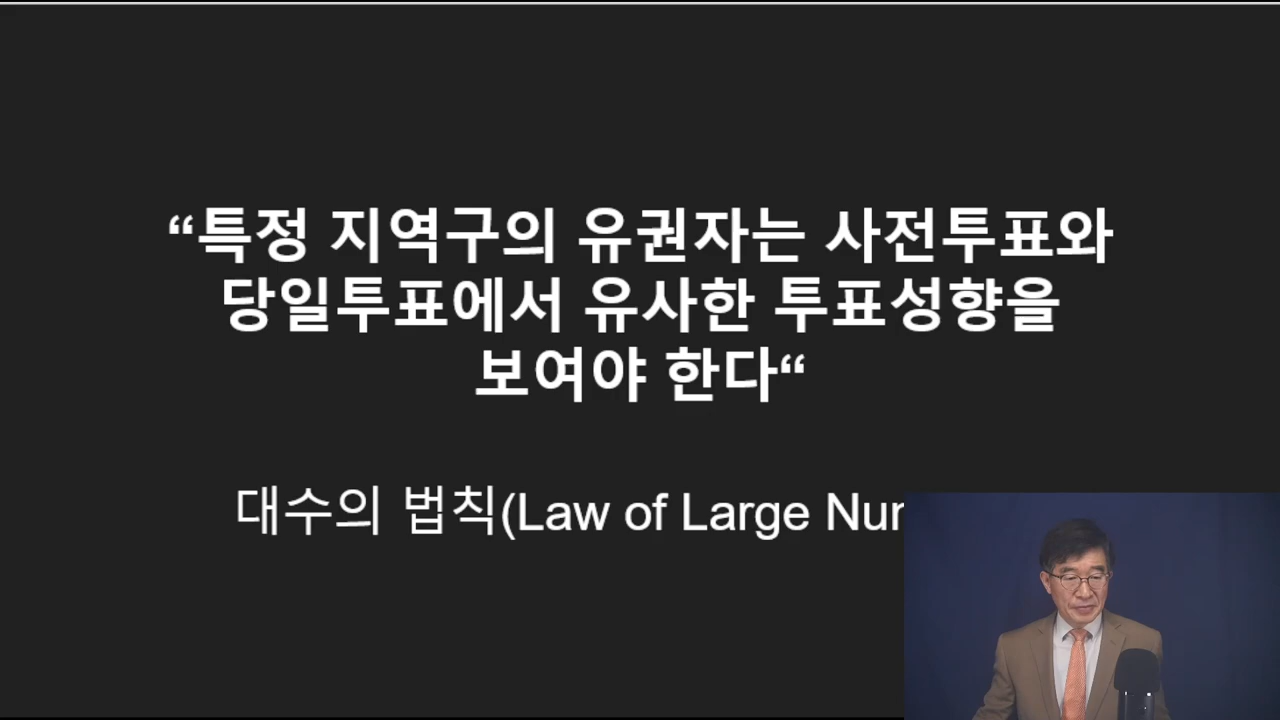 “특정 지역구의 유권자는 사전투표와
당일투표에서 유사한 투표성향을
보여야 한다“
대수의 법칙(Law of Large